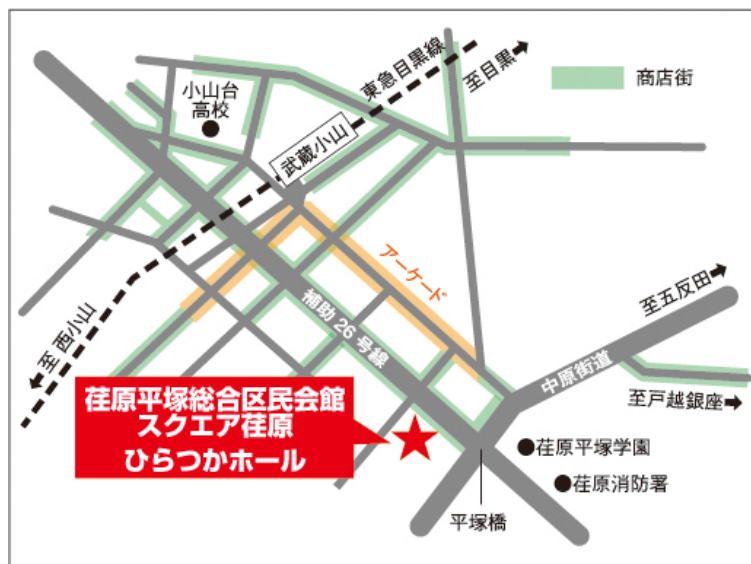 東急目黒線
至目黒
商店街
小山台
高校
武蔵小山
アーケード
至五反田
補助26号線
中原街道
至 西小山
荏原平塚総合区民会館
スクエア荏原
ひらつかホール
至戸越銀座
荏原平塚学園
荏原消防署
平塚橋